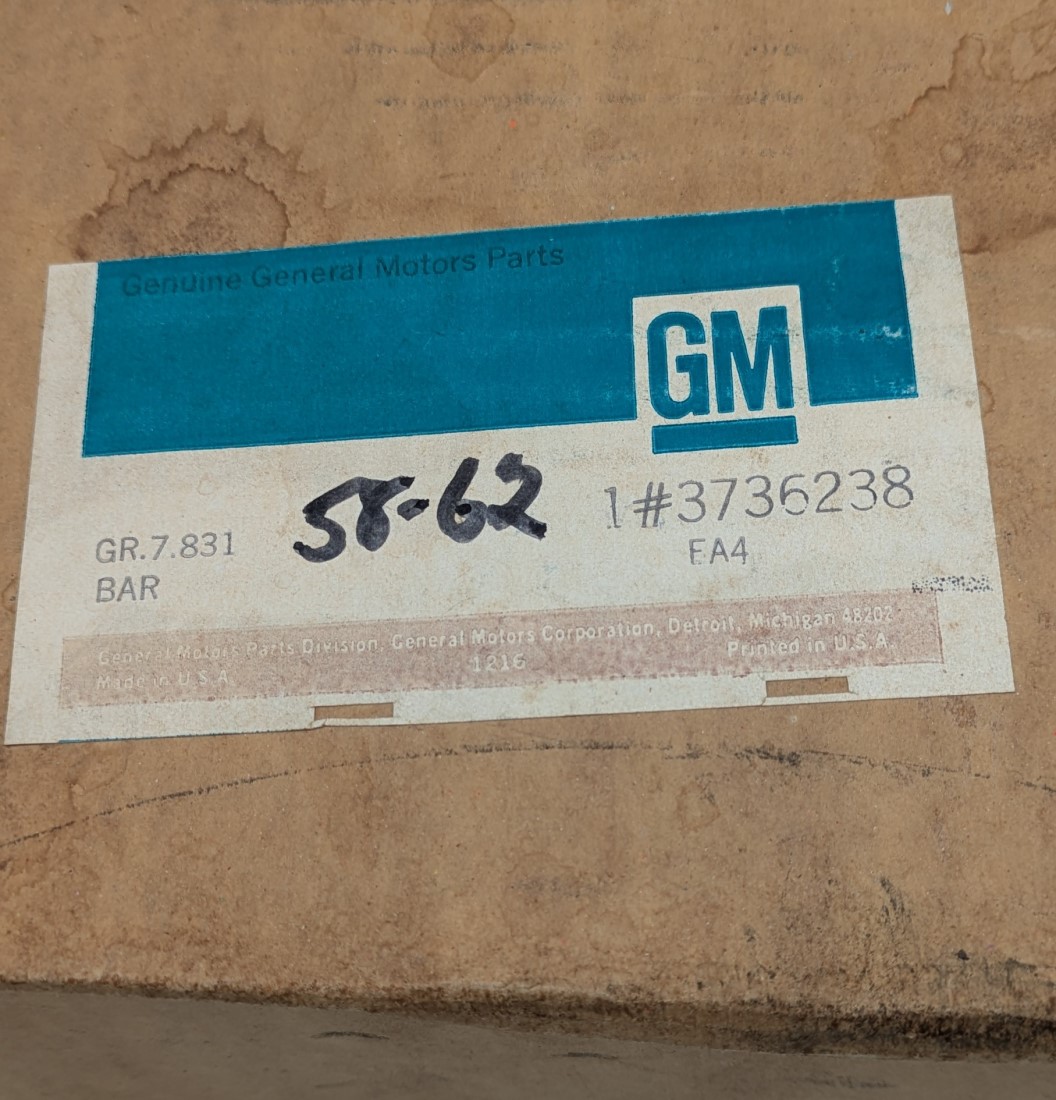 Genuine General Motors Parts
GM
58-62
1#3736238
GR.7.831
EA4
BAR
General Motors Parts Division, General Motors Corporation, Detroit, Michigan 48202
1216
Printed in U.S.A.
Made in U.S.A.